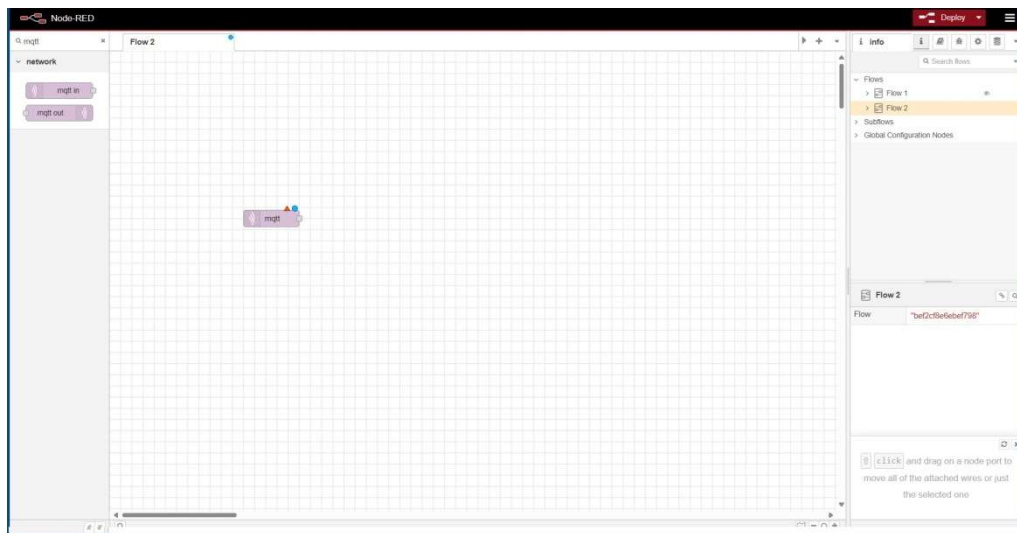 Node-RED
Deploy
mqtt
Flow 2
info
network
mqtt in
mqtt out
mqtt
Search flows
Flows
Flow 1
Flow 2
Subflows
Global Configuration Nodes
Flow 2
Flow "bef2cf8e6ebef798"
click and drag on a node port to
move all of the attached wires or just
the selected one